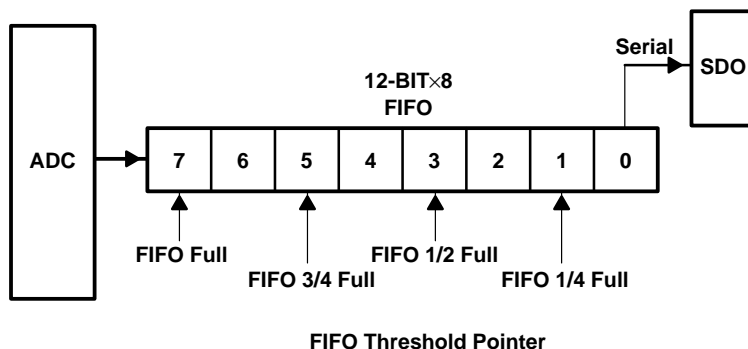 Serial
SDO
12-BIT×8
FIFO
ADC
7 6 5 4 3 2 1 0
FIFO Full
FIFO 1/2 Full
FIFO 3/4 Full
FIFO 1/4 Full
FIFO Threshold Pointer